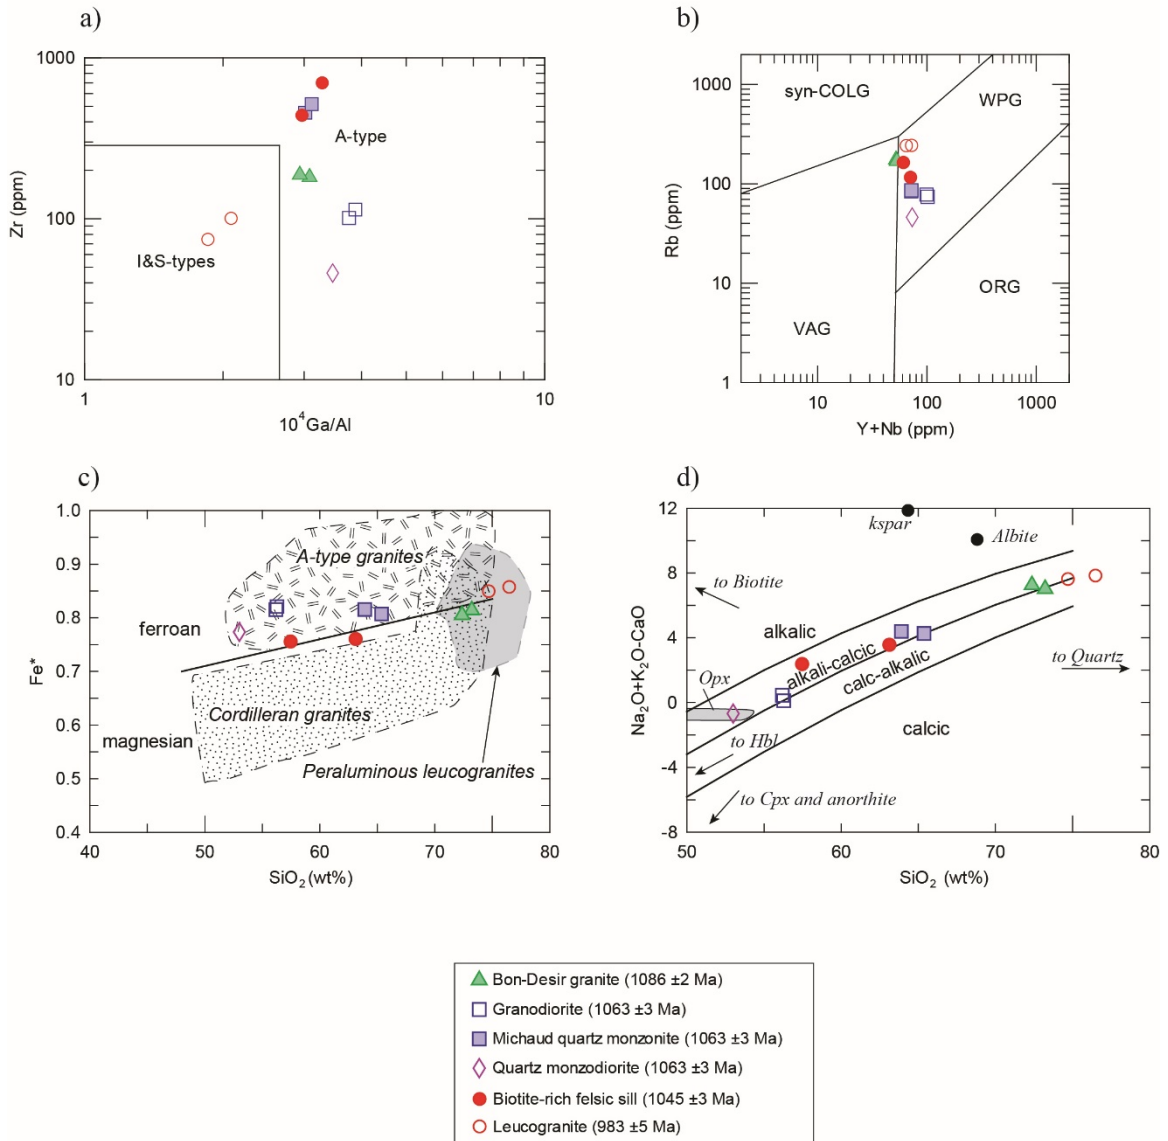 a)
1000
100
10
Zr (ppm)
A-type
I&S-types
1
10
10⁴Ga/Al
b)
1000
100
10
1
Rb (ppm)
syn-COLG
WPG
VAG
ORG
10
100
1000
Y+Nb (ppm)
c)
1.0
0.9
0.8
0.7
0.6
0.5
0.4
Fe*
A-type granites
ferroan
Cordilleran granites
magnesian
Peraluminous leucogranites
40
50
60
70
80
SiO₂ (wt%)
d)
12
8
4
0
-4
-8
Na₂O+K₂O-CaO
kspar
Albite
to Biotite
alkalic
alkali-calcic
calc-alkalic
to Quartz
Opx
calcic
to Hbl
to Cpx and anorthite
50
60
70
80
SiO₂ (wt%)
Bon-Desir granite (1086 ±2 Ma)
Granodiorite (1063 ±3 Ma)
Michaud quartz monzonite (1063 ±3 Ma)
Quartz monzodiorite (1063 ±3 Ma)
Biotite-rich felsic sill (1045 ±3 Ma)
Leucogranite (983 ±5 Ma)